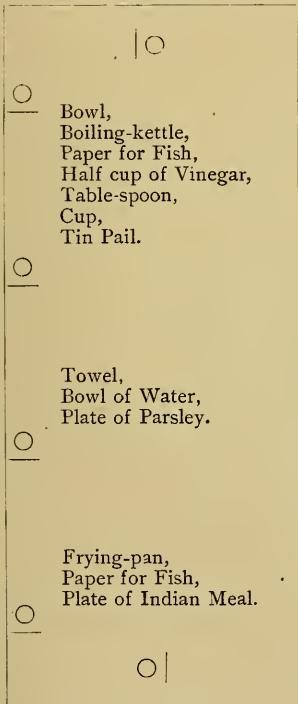 Bowl,
Boiling-kettle,
Paper for Fish,
Half cup of Vinegar,
Table-spoon,
Cup,
Tin Pail.
Towel,
Bowl of Water,
Plate of Parsley.
Frying-pan,
Paper for Fish,
Plate of Indian Meal.